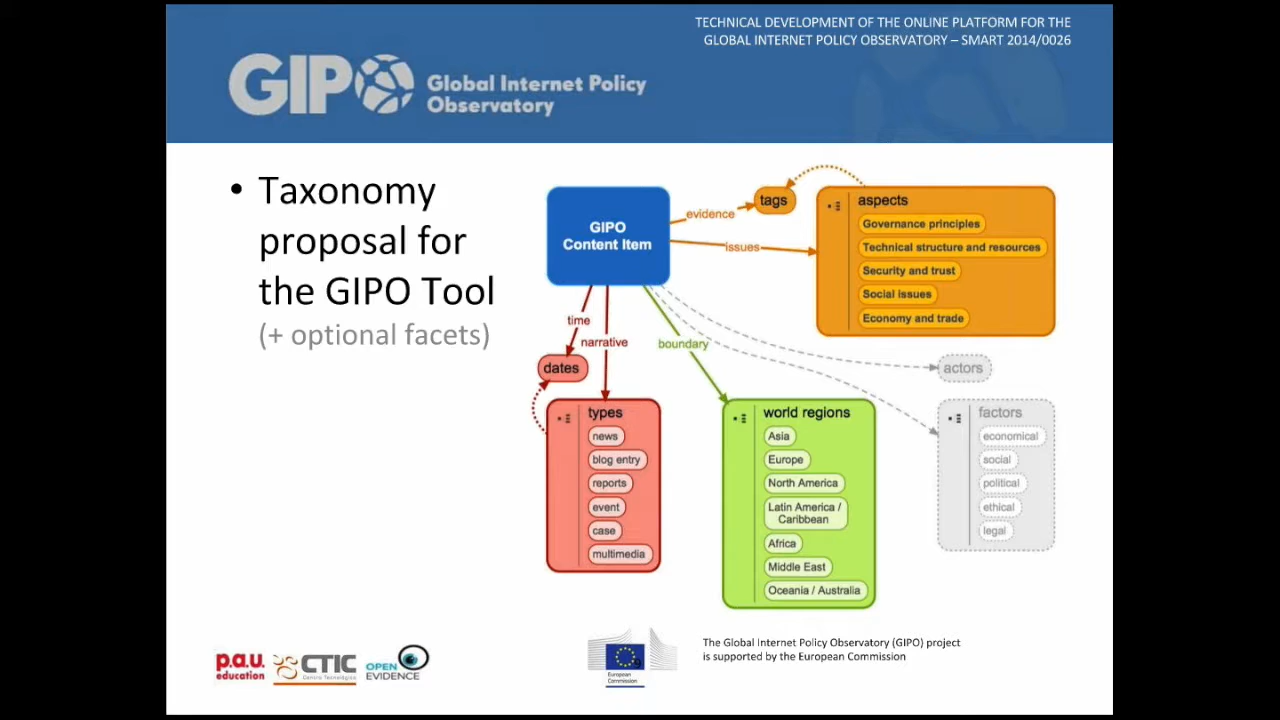 TECHNICAL DEVELOPMENT OF THE ONLINE PLATFORM FOR THE
GLOBAL INTERNET POLICY OBSERVATORY – SMART 2014/0026
GIPO
Global Internet Policy
Observatory
• Taxonomy
proposal for
the GIPO Tool
(+ optional facets)
GIPO
Content Item
evidence
tags
issues
aspects
Governance principles
Technical structure and resources
Security and trust
Social issues
Economy and trade
time
narrative
boundary
dates
types
news
blog entry
reports
event
case
multimedia
world regions
Asia
Europe
North America
Latin America /
Caribbean
Africa
Middle East
Oceania / Australia
actors
factors
economical
social
political
ethical
legal
p.a.u.
education
CTIC
Centro Tecnológico
OPEN
EVIDENCE
European
Commission
The Global Internet Policy Observatory (GIPO) project
is supported by the European Commission